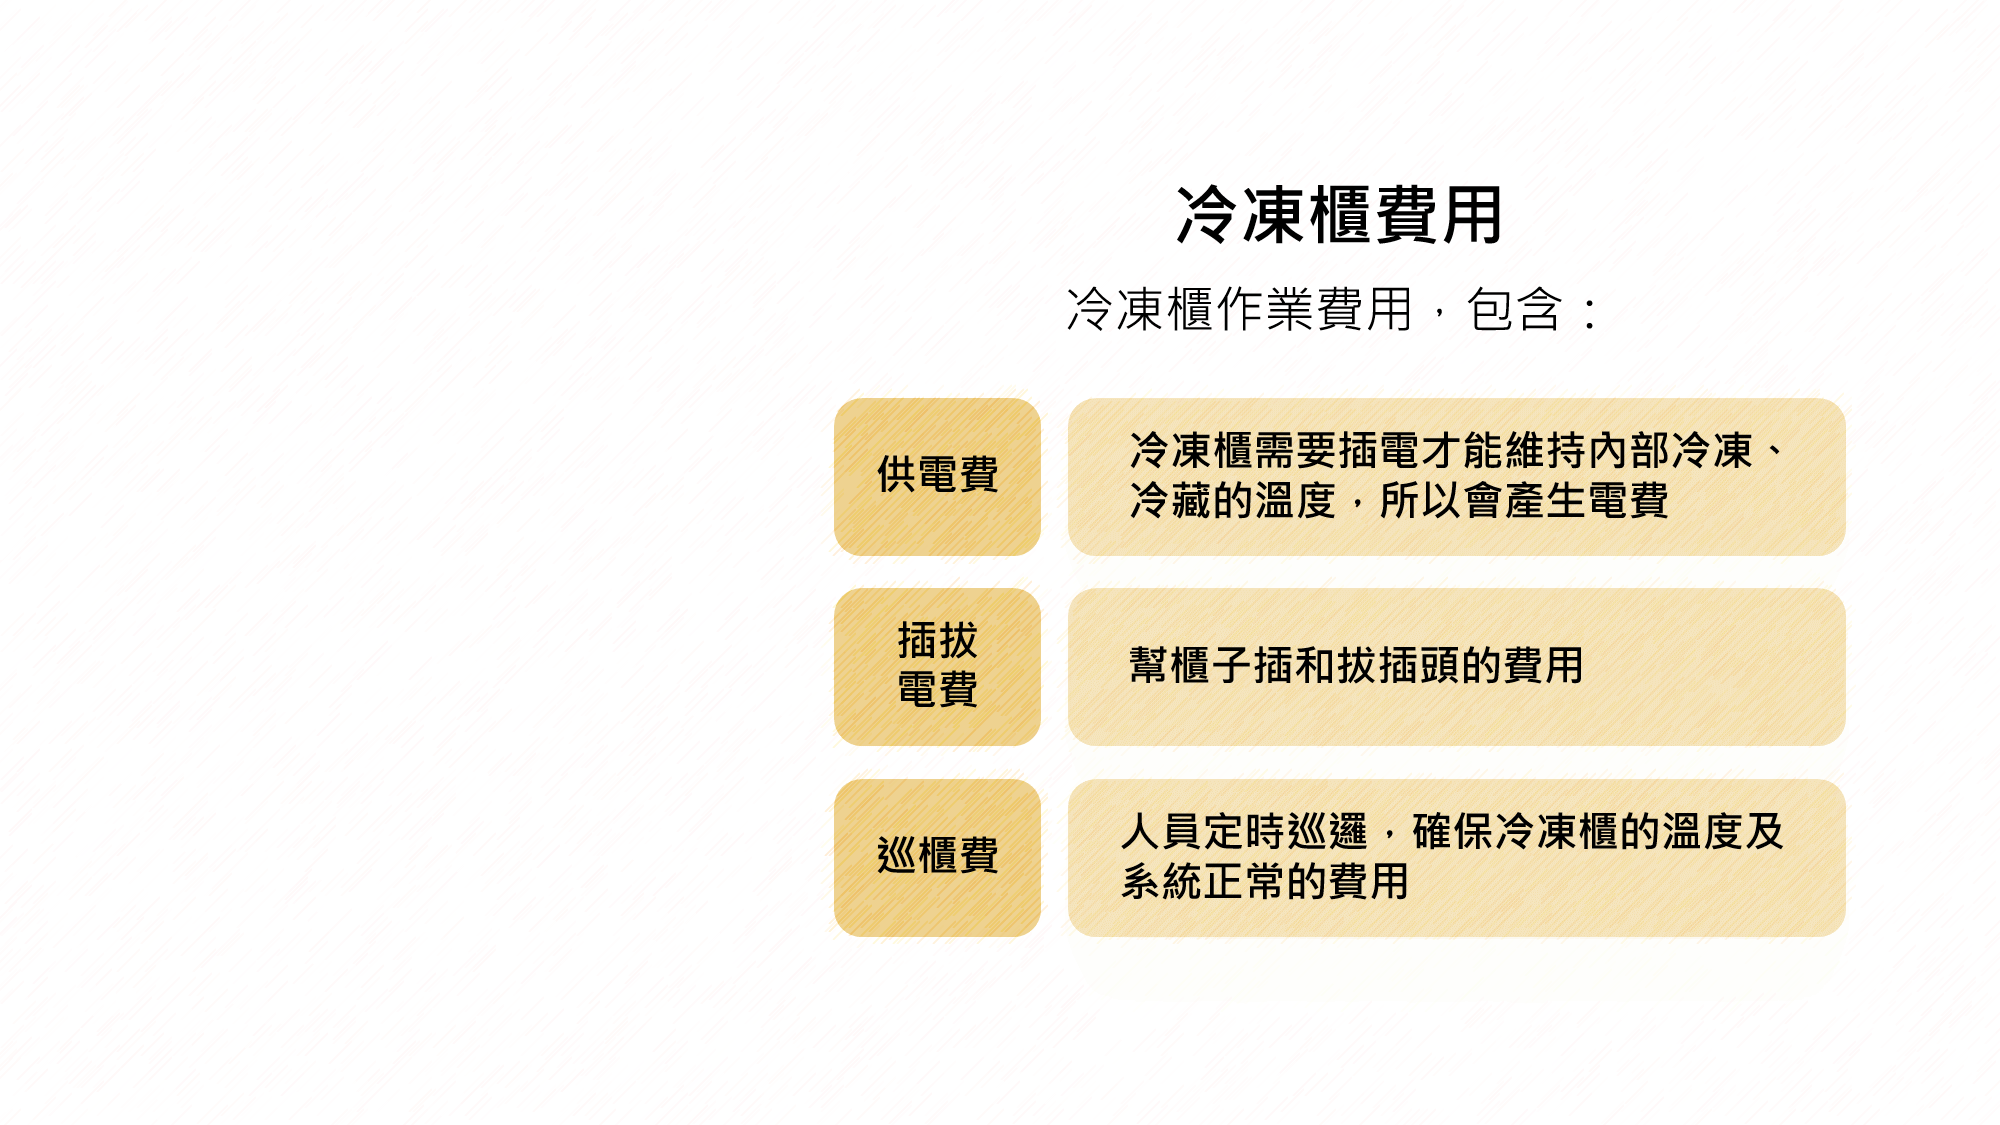 冷凍櫃費用
冷凍櫃作業費用，包含：
供電費
冷凍櫃需要插電才能維持內部冷凍、
冷藏的溫度，所以會產生電費
插拔
電費
幫櫃子插和拔插頭的費用
巡櫃費
人員定時巡邏，確保冷凍櫃的溫度及
系統正常的費用